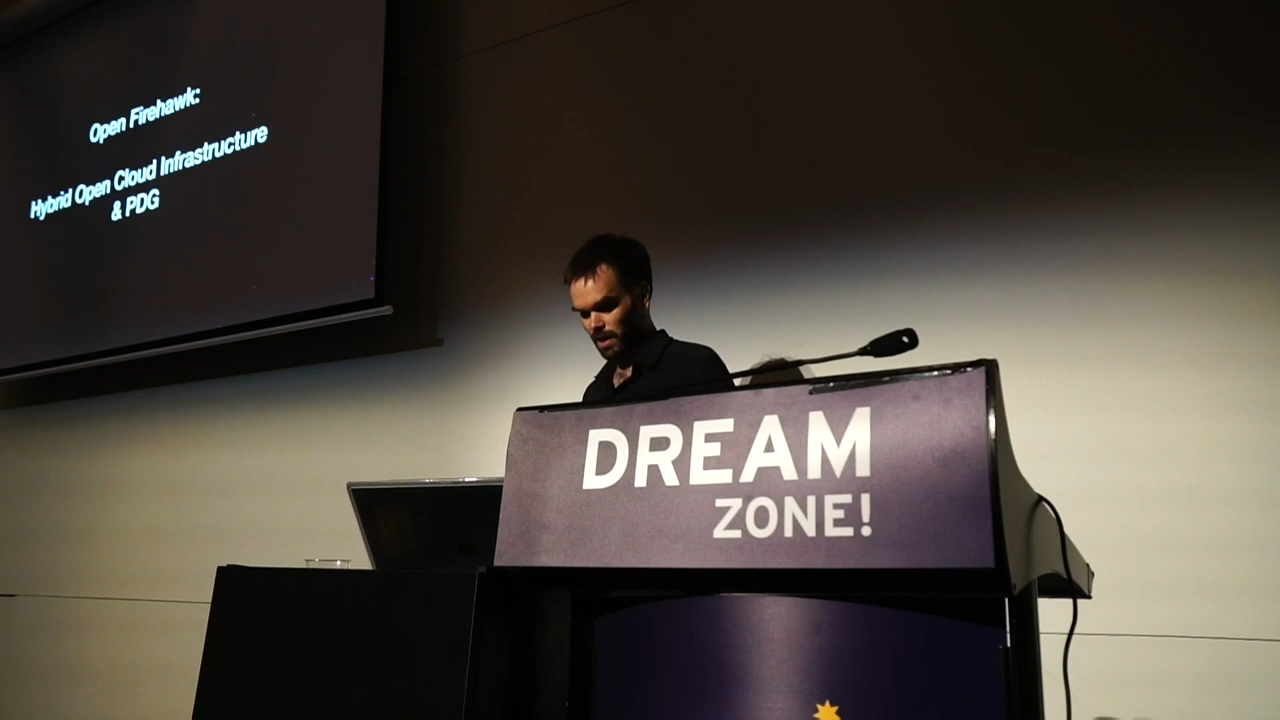 Open Firehawk:
Hybrid Open Cloud Infrastructure
& PDG
DREAM
ZONE!